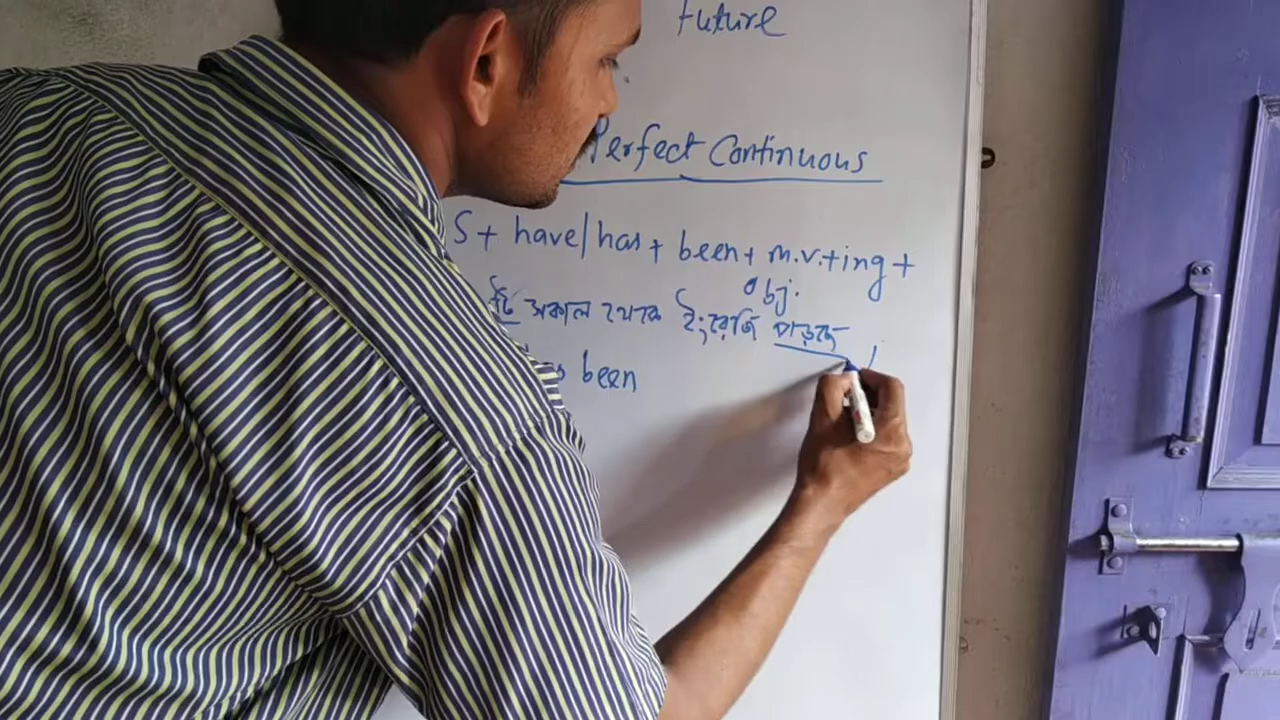 Future
Perfect Continuous
S + have/has + been + m.v.+ing +
obj.
টি সকাল থেকে ইংরেজি পড়ছে
been